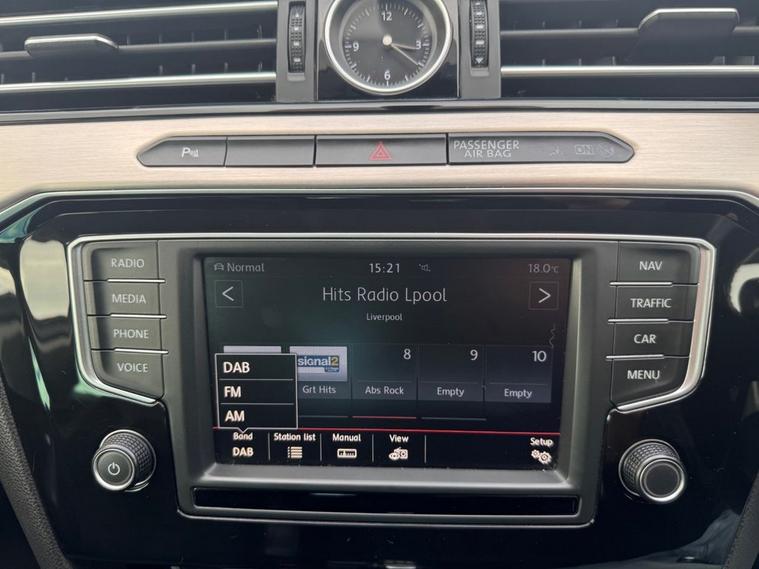 12
9
3
6
P
PASSENGER
AIR BAG
ON
RADIO
MEDIA
PHONE
VOICE
Normal
15:21
18.0°C
<
Hits Radio Lpool
>
Liverpool
signal2
8
9
10
Grt Hits
Abs Rock
Empty
Empty
DAB
FM
AM
Band
DAB
Station list
Manual
View
Setup
NAV
TRAFFIC
CAR
MENU